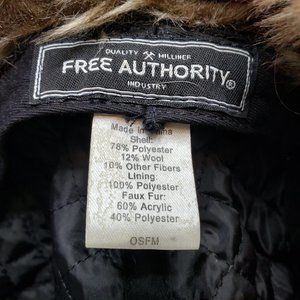 QUALITY MILLINER
FREE AUTHORITY®
INDUSTRY
Made in China
Shell:
78% Polyester
12% Wool
10% Other Fibers
Lining:
100% Polyester
Faux Fur:
60% Acrylic
40% Polyester
OSFM